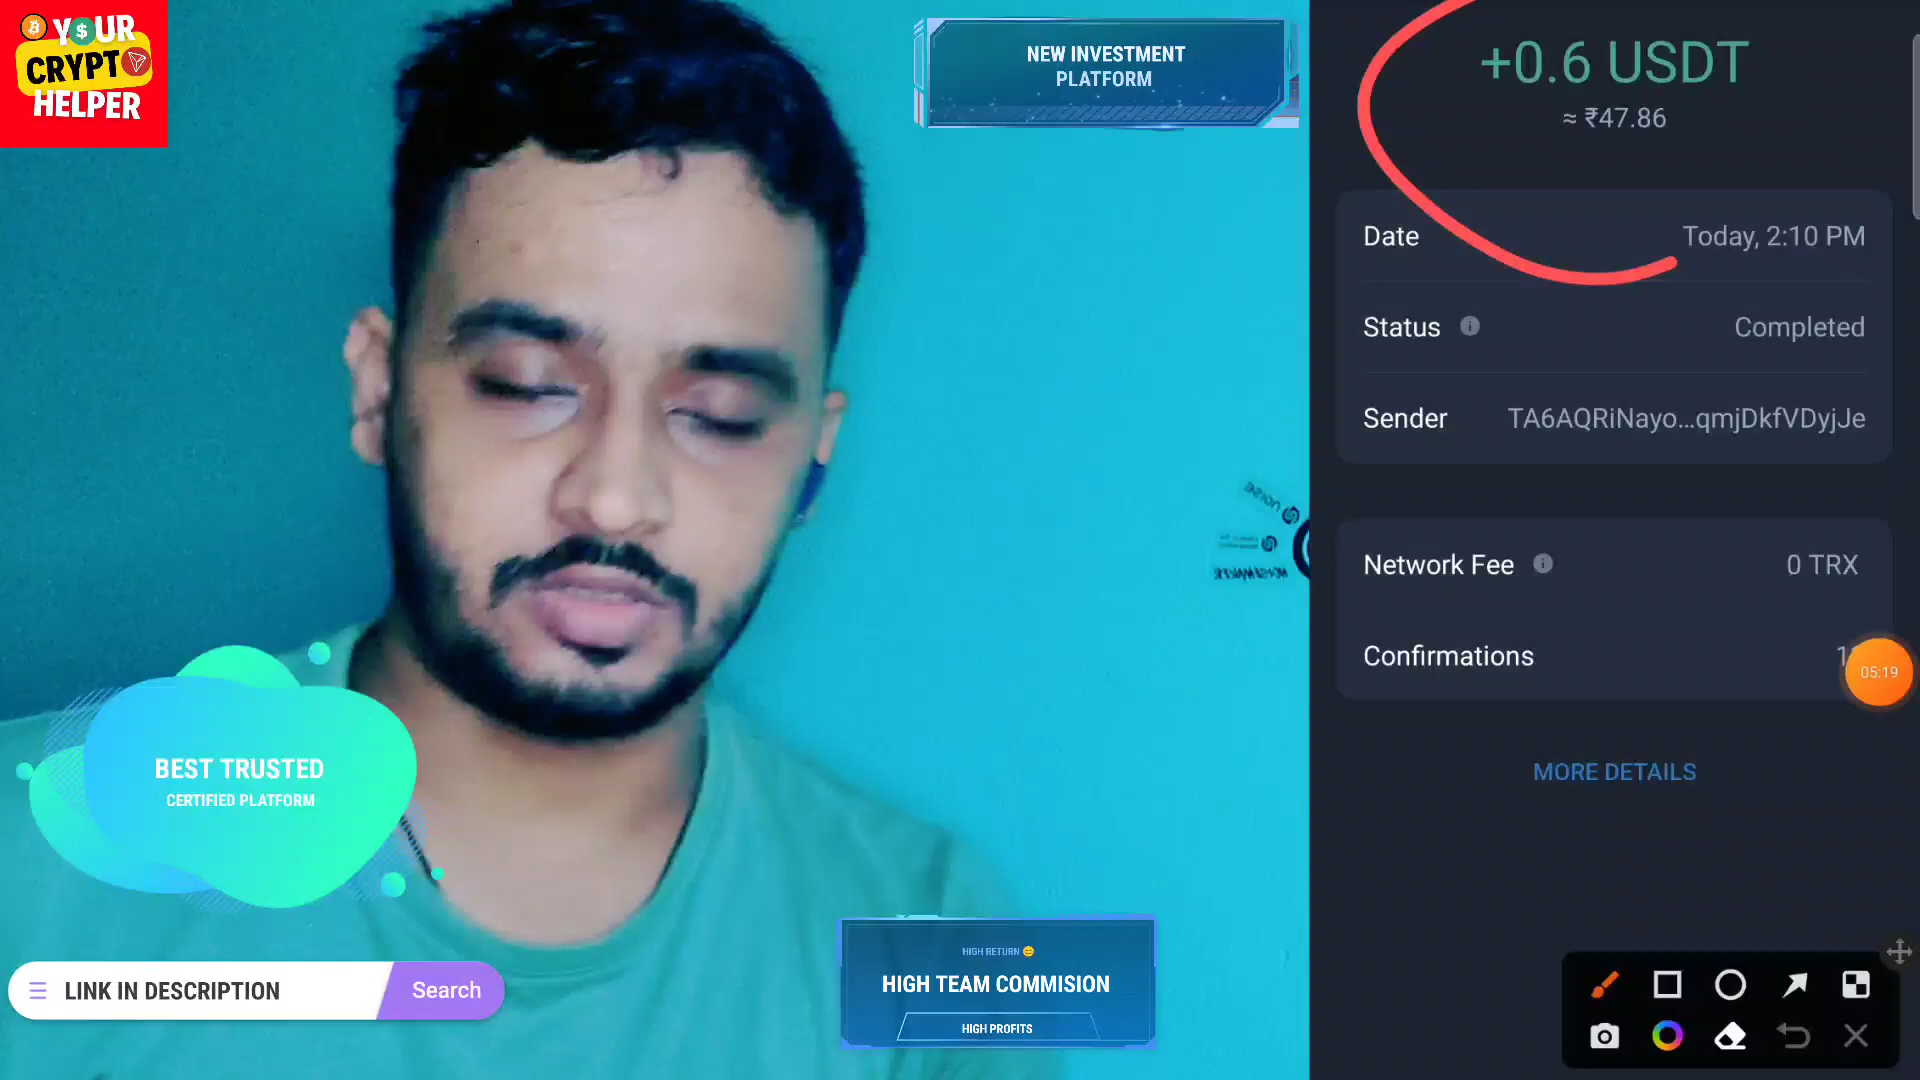 Y$UR
CRYPTO
HELPER
NEW INVESTMENT
PLATFORM
+0.6 USDT
≈ ₹47.86
Date
Today, 2:10 PM
Status
Completed
Sender
TA6AQRiNayo...qmjDkfVDyjJe
noise
Network Fee
0 TRX
Confirmations
05:19
BEST TRUSTED
CERTIFIED PLATFORM
MORE DETAILS
HIGH RETURN 😊
HIGH TEAM COMMISION
HIGH PROFITS
LINK IN DESCRIPTION
Search